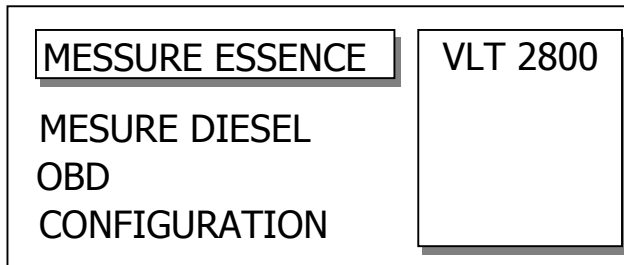 MESSURE ESSENCE
MESURE DIESEL
OBD
CONFIGURATION
VLT 2800